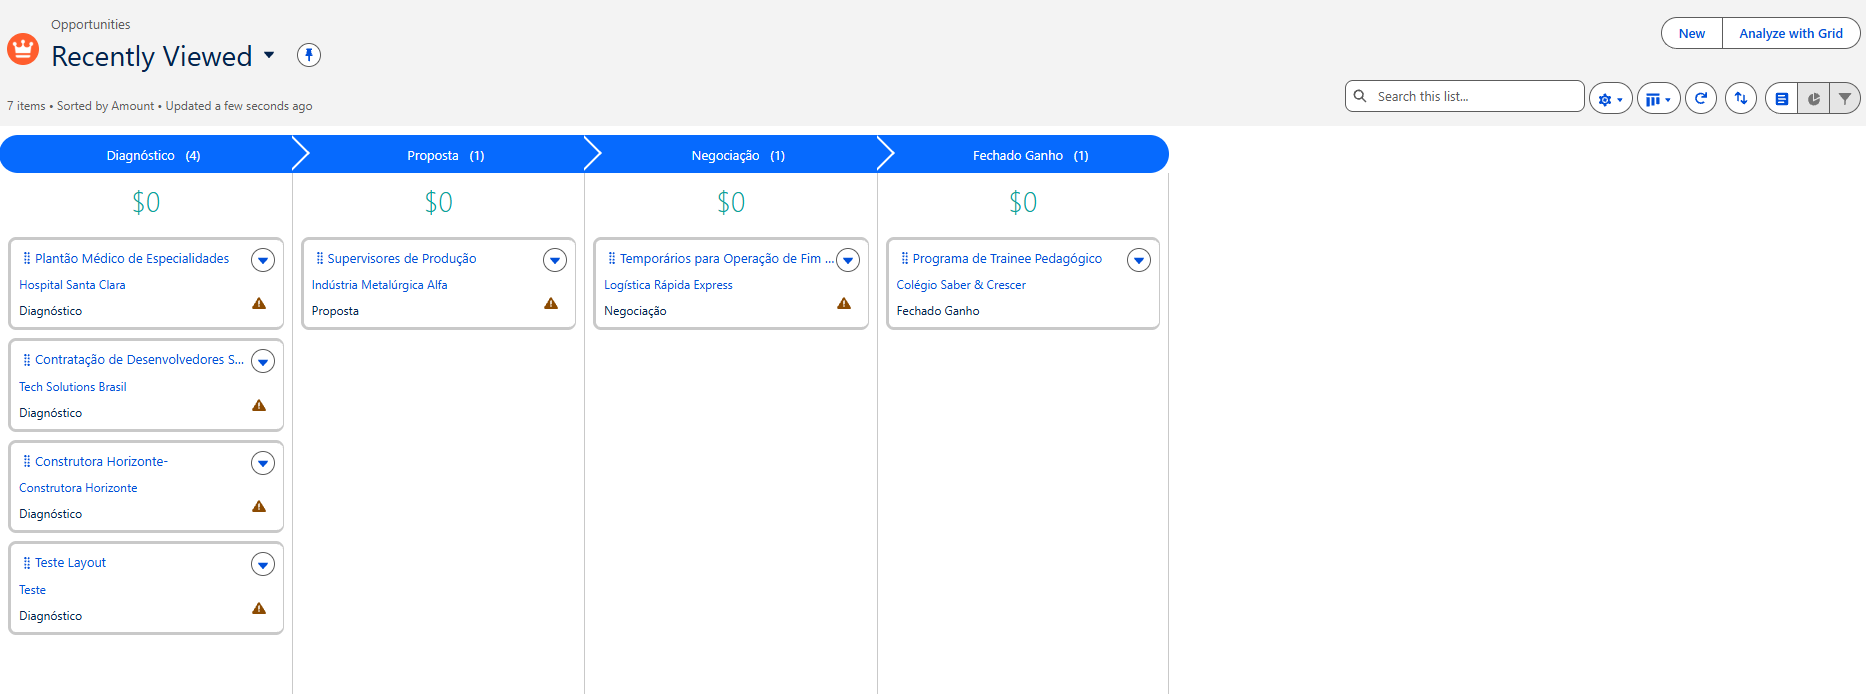 Opportunities
Recently Viewed
New
Analyze with Grid
7 items • Sorted by Amount • Updated a few seconds ago
Search this list...
Diagnóstico (4)
Proposta (1)
Negociação (1)
Fechado Ganho (1)
$0
$0
$0
$0
Plantão Médico de Especialidades
Hospital Santa Clara
Diagnóstico
Contratação de Desenvolvedores S...
Tech Solutions Brasil
Diagnóstico
Construtora Horizonte-
Construtora Horizonte
Diagnóstico
Teste Layout
Teste
Diagnóstico
Supervisores de Produção
Indústria Metalúrgica Alfa
Proposta
Temporários para Operação de Fim ...
Logística Rápida Express
Negociação
Programa de Trainee Pedagógico
Colégio Saber & Crescer
Fechado Ganho